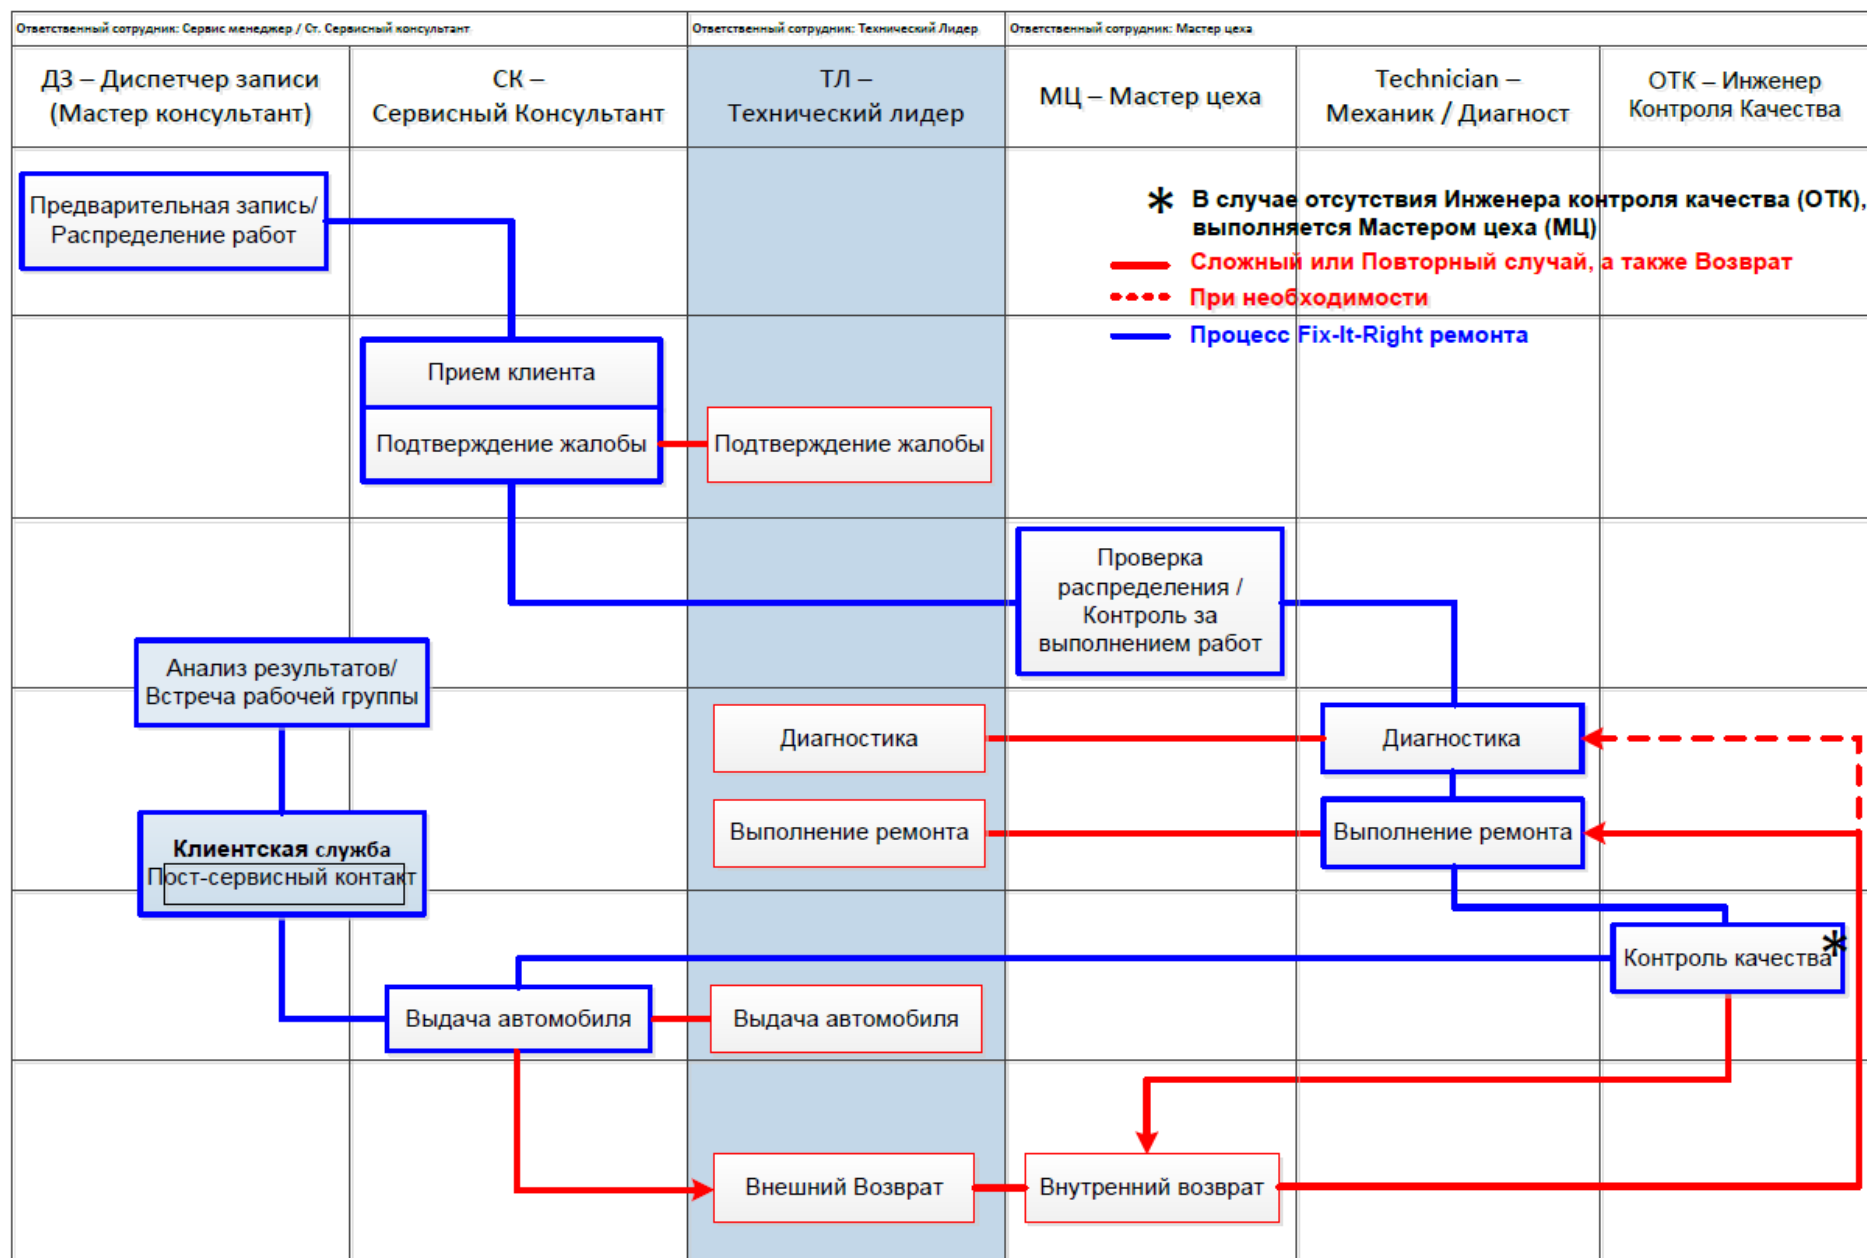 Ответственный сотрудник: Сервис менеджер / Ст. Сервисный консультант
Ответственный сотрудник: Технический Лидер
Ответственный сотрудник: Мастер цеха
ДЗ – Диспетчер записи
(Мастер консультант)
СК –
Сервисный Консультант
ТЛ –
Технический лидер
МЦ – Мастер цеха
Technician –
Механик / Диагност
ОТК – Инженер
Контроля Качества
Предварительная запись/
Распределение работ
* В случае отсутствия Инженера контроля качества (ОТК),
выполняется Мастером цеха (МЦ)
Сложный или Повторный случай, а также Возврат
При необходимости
Процесс Fix-It-Right ремонта
Прием клиента
Подтверждение жалобы
Подтверждение жалобы
Проверка
распределения /
Контроль за
выполнением работ
Анализ результатов/
Встреча рабочей группы
Диагностика
Диагностика
Выполнение ремонта
Выполнение ремонта
Клиентская служба
Пост-сервисный контакт
Контроль качества*
Выдача автомобиля
Выдача автомобиля
Внешний Возврат
Внутренний возврат